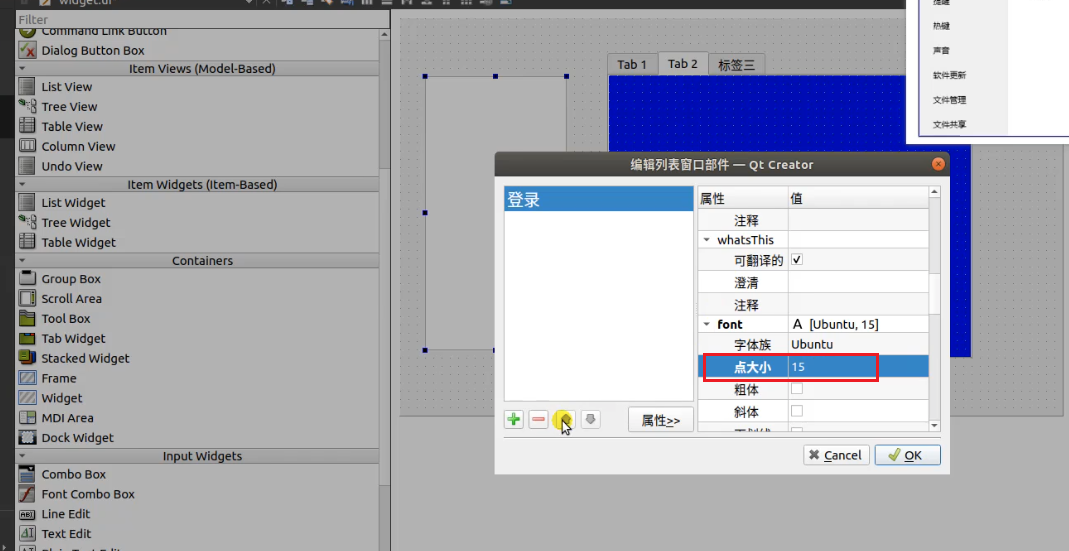 widget.ui
Filter
Command Link Button
Dialog Button Box
Item Views (Model-Based)
List View
Tree View
Table View
Column View
Undo View
Item Widgets (Item-Based)
List Widget
Tree Widget
Table Widget
Containers
Group Box
Scroll Area
Tool Box
Tab Widget
Stacked Widget
Frame
Widget
MDI Area
Dock Widget
Input Widgets
Combo Box
Font Combo Box
Line Edit
Text Edit
Tab 1
Tab 2
标签三
提醒
热键
声音
软件更新
文件管理
文件共享
编辑列表窗口部件 — Qt Creator
登录
属性 值
注释
whatsThis
可翻译的
澄清
注释
font A [Ubuntu, 15]
字体族 Ubuntu
点大小 15
粗体
斜体
下划线
属性>>
Cancel
OK